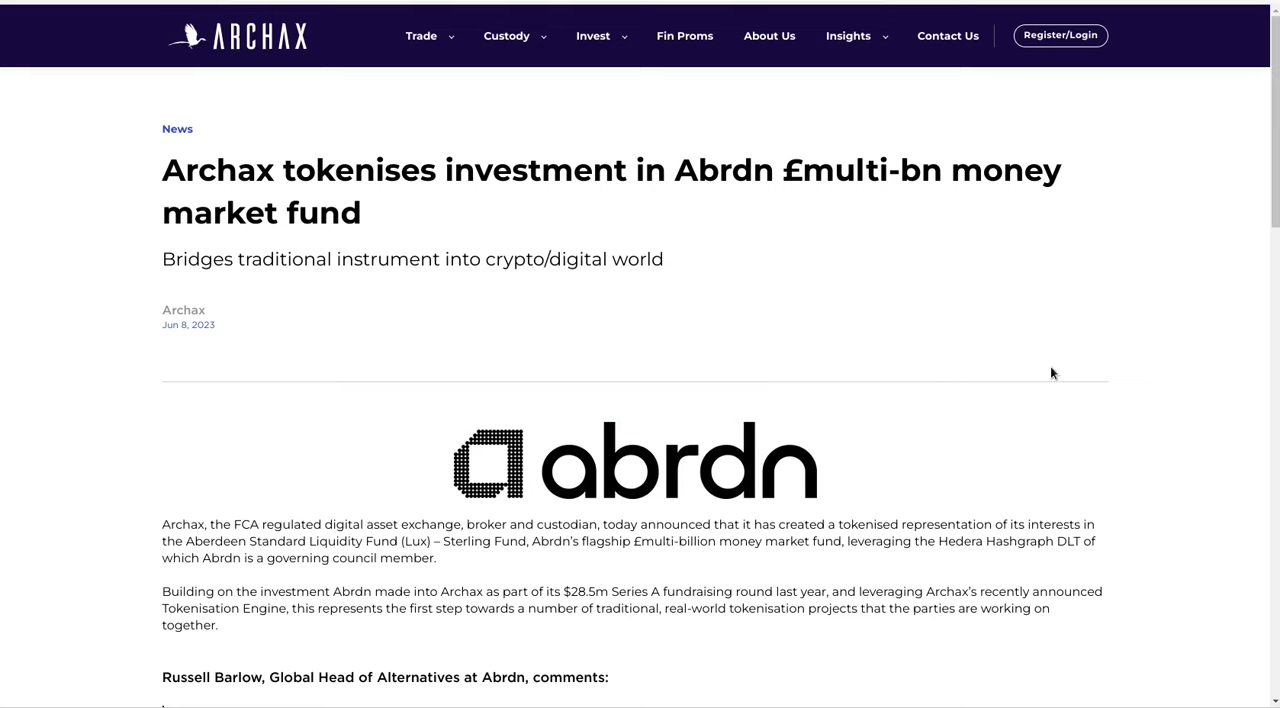 ARCHAX
Trade Custody Invest Fin Proms About Us Insights Contact Us Register/Login
News
Archax tokenises investment in Abrdn £multi-bn money
market fund
Bridges traditional instrument into crypto/digital world
Archax
Jun 8, 2023
abrdn
Archax, the FCA regulated digital asset exchange, broker and custodian, today announced that it has created a tokenised representation of its interests in
the Aberdeen Standard Liquidity Fund (Lux) – Sterling Fund, Abrdn’s flagship £multi-billion money market fund, leveraging the Hedera Hashgraph DLT of
which Abrdn is a governing council member.
Building on the investment Abrdn made into Archax as part of its $28.5m Series A fundraising round last year, and leveraging Archax’s recently announced
Tokenisation Engine, this represents the first step towards a number of traditional, real-world tokenisation projects that the parties are working on
together.
Russell Barlow, Global Head of Alternatives at Abrdn, comments: